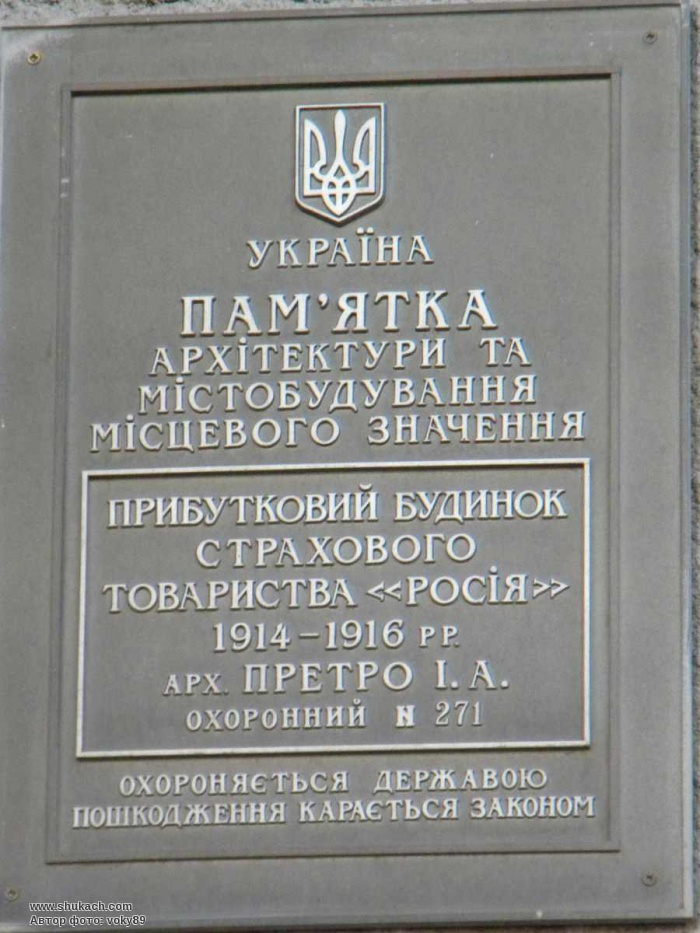 УКРАЇНА
ПАМ'ЯТКА
АРХІТЕКТУРИ ТА
МІСТОБУДУВАННЯ
МІСЦЕВОГО ЗНАЧЕННЯ
ПРИБУТКОВИЙ БУДИНОК
СТРАХОВОГО
ТОВАРИСТВА «РОСІЯ»
1914-1916 РР.
АРХ. ПРЕТРО І.А.
ОХОРОННИЙ N 271
ОХОРОНЯЄТЬСЯ ДЕРЖАВОЮ
ПОШКОДЖЕННЯ КАРАЄТЬСЯ ЗАКОНОМ
www.shukach.com
Автор фото: voky89